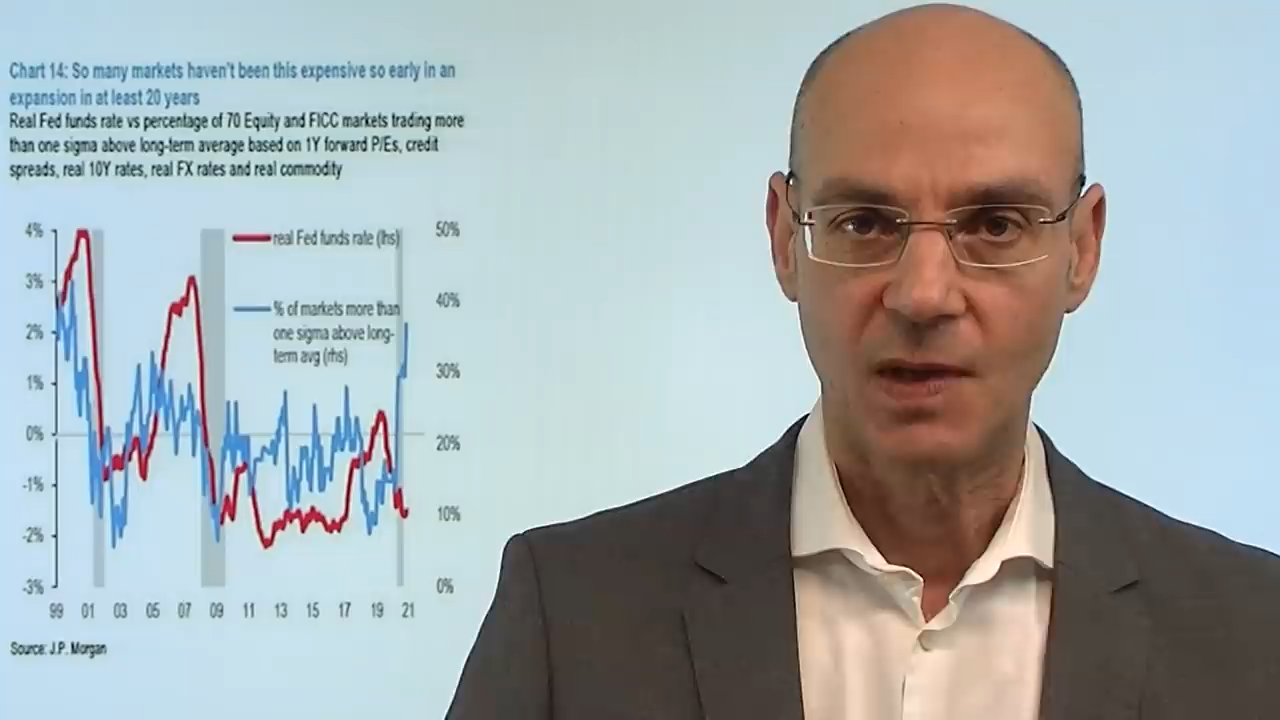 Chart 14: So many markets haven't been this expensive so early in an
expansion in at least 20 years
Real Fed funds rate vs percentage of 70 Equity and FICC markets trading more
than one sigma above long-term average based on 1Y forward P/Es, credit
spreads, real 10Y rates, real FX rates and real commodity
4%
3%
2%
1%
0%
-1%
-2%
-3%
real Fed funds rate (lhs)
% of markets more than
one sigma above long-
term avg (rhs)
50%
40%
30%
20%
10%
0%
99 01 03 05 07 09 11 13 15 17 19 21
Source: J.P. Morgan